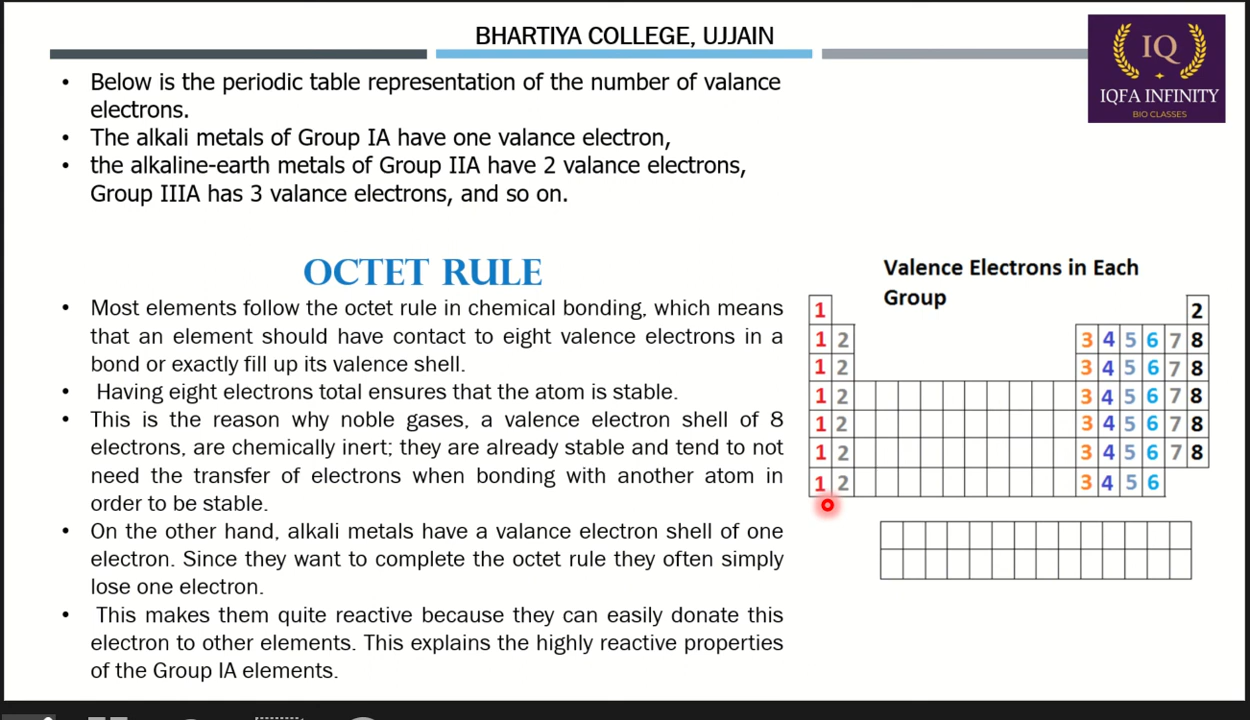 BHARTIYA COLLEGE, UJJAIN
IQ
IQFA INFINITY
BIO CLASSES
• Below is the periodic table representation of the number of valance
electrons.
• The alkali metals of Group IA have one valance electron,
• the alkaline-earth metals of Group IIA have 2 valance electrons,
Group IIIA has 3 valance electrons, and so on.
OCTET RULE
• Most elements follow the octet rule in chemical bonding, which means
that an element should have contact to eight valence electrons in a
bond or exactly fill up its valence shell.
• Having eight electrons total ensures that the atom is stable.
• This is the reason why noble gases, a valence electron shell of 8
electrons, are chemically inert; they are already stable and tend to not
need the transfer of electrons when bonding with another atom in
order to be stable.
• On the other hand, alkali metals have a valance electron shell of one
electron. Since they want to complete the octet rule they often simply
lose one electron.
• This makes them quite reactive because they can easily donate this
electron to other elements. This explains the highly reactive properties
of the Group IA elements.
Valence Electrons in Each
Group
1 2
1 2 3 4 5 6 7 8
1 2 3 4 5 6 7 8
1 2 3 4 5 6 7 8
1 2 3 4 5 6 7 8
1 2 3 4 5 6 7 8
1 2 3 4 5 6